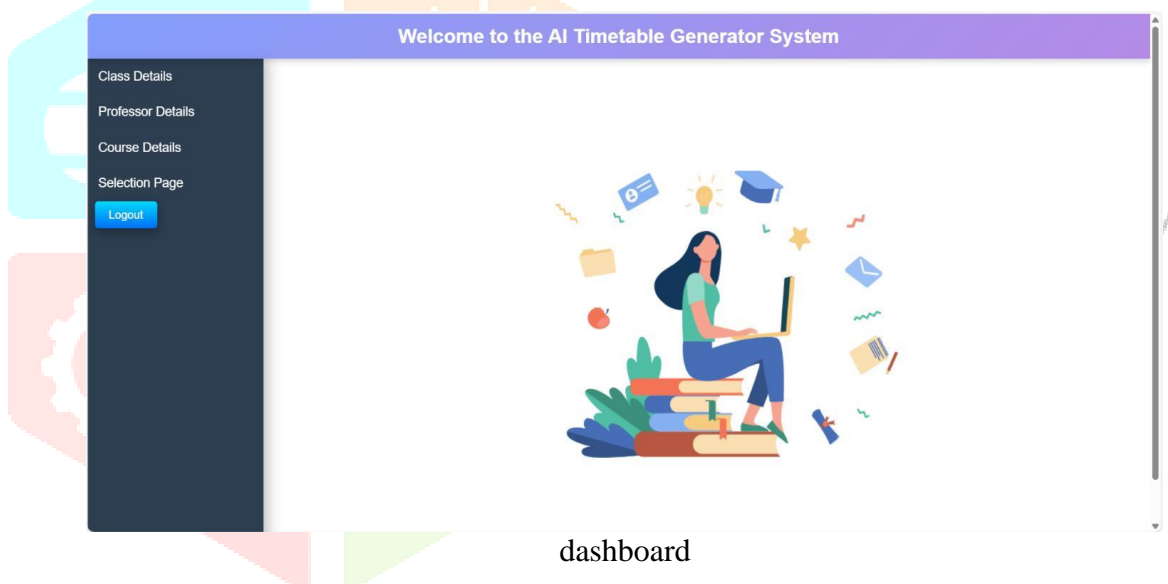 Welcome to the AI Timetable Generator System
Class Details
Professor Details
Course Details
Selection Page
Logout
dashboard